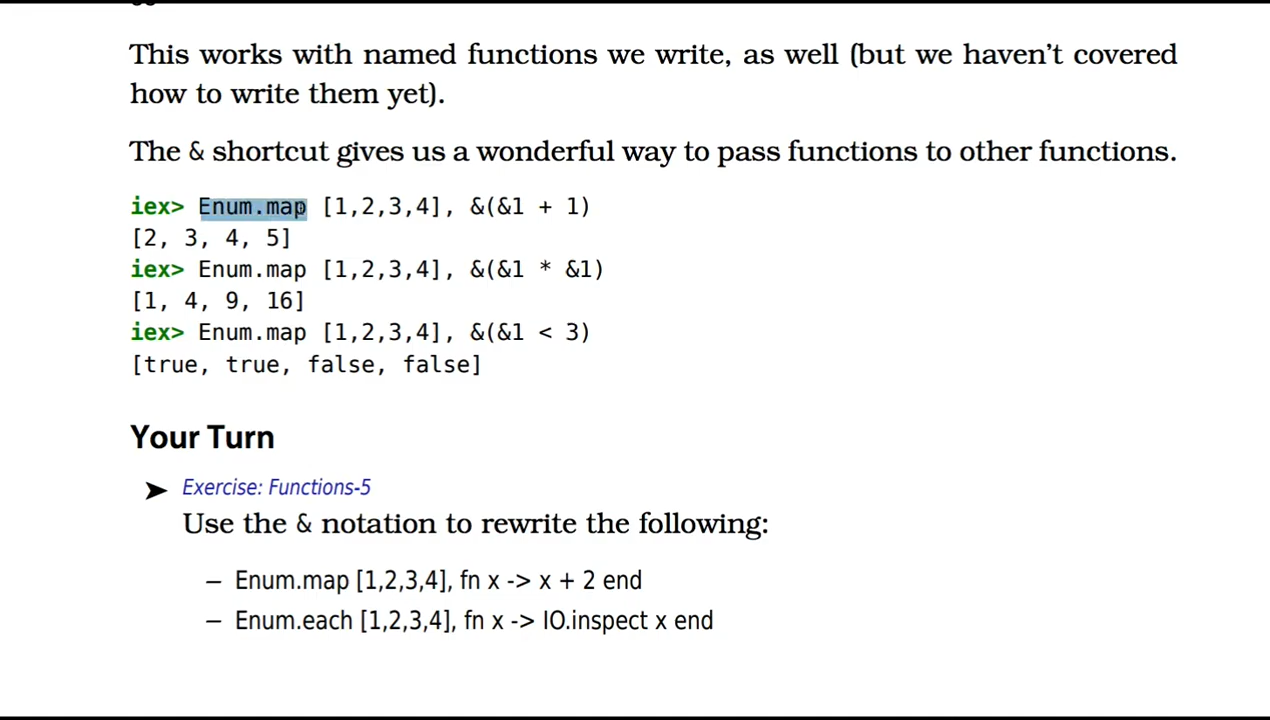 This works with named functions we write, as well (but we haven’t covered
how to write them yet).
The & shortcut gives us a wonderful way to pass functions to other functions.
iex> Enum.map [1,2,3,4], &(&1 + 1)
[2, 3, 4, 5]
iex> Enum.map [1,2,3,4], &(&1 * &1)
[1, 4, 9, 16]
iex> Enum.map [1,2,3,4], &(&1 < 3)
[true, true, false, false]
Your Turn
➤ Exercise: Functions-5
Use the & notation to rewrite the following:
– Enum.map [1,2,3,4], fn x -> x + 2 end
– Enum.each [1,2,3,4], fn x -> IO.inspect x end